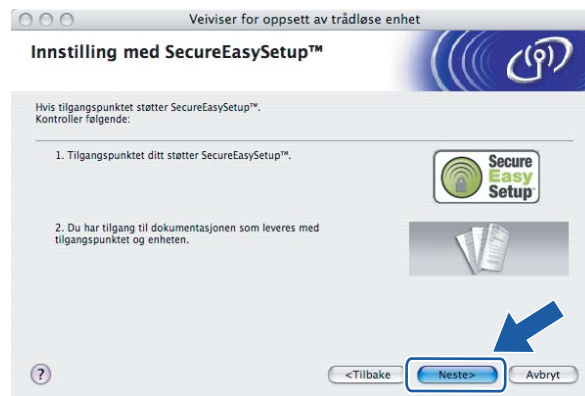 Veiviser for oppsett av trådløse enhet
Innstilling med SecureEasySetup™
Hvis tilgangspunktet støtter SecureEasySetup™.
Kontroller følgende:
1. Tilgangspunktet ditt støtter SecureEasySetup™.
Secure
Easy
Setup
2. Du har tilgang til dokumentasjonen som leveres med
tilgangspunktet og enheten.
?
<Tilbake
Neste>
Avbryt